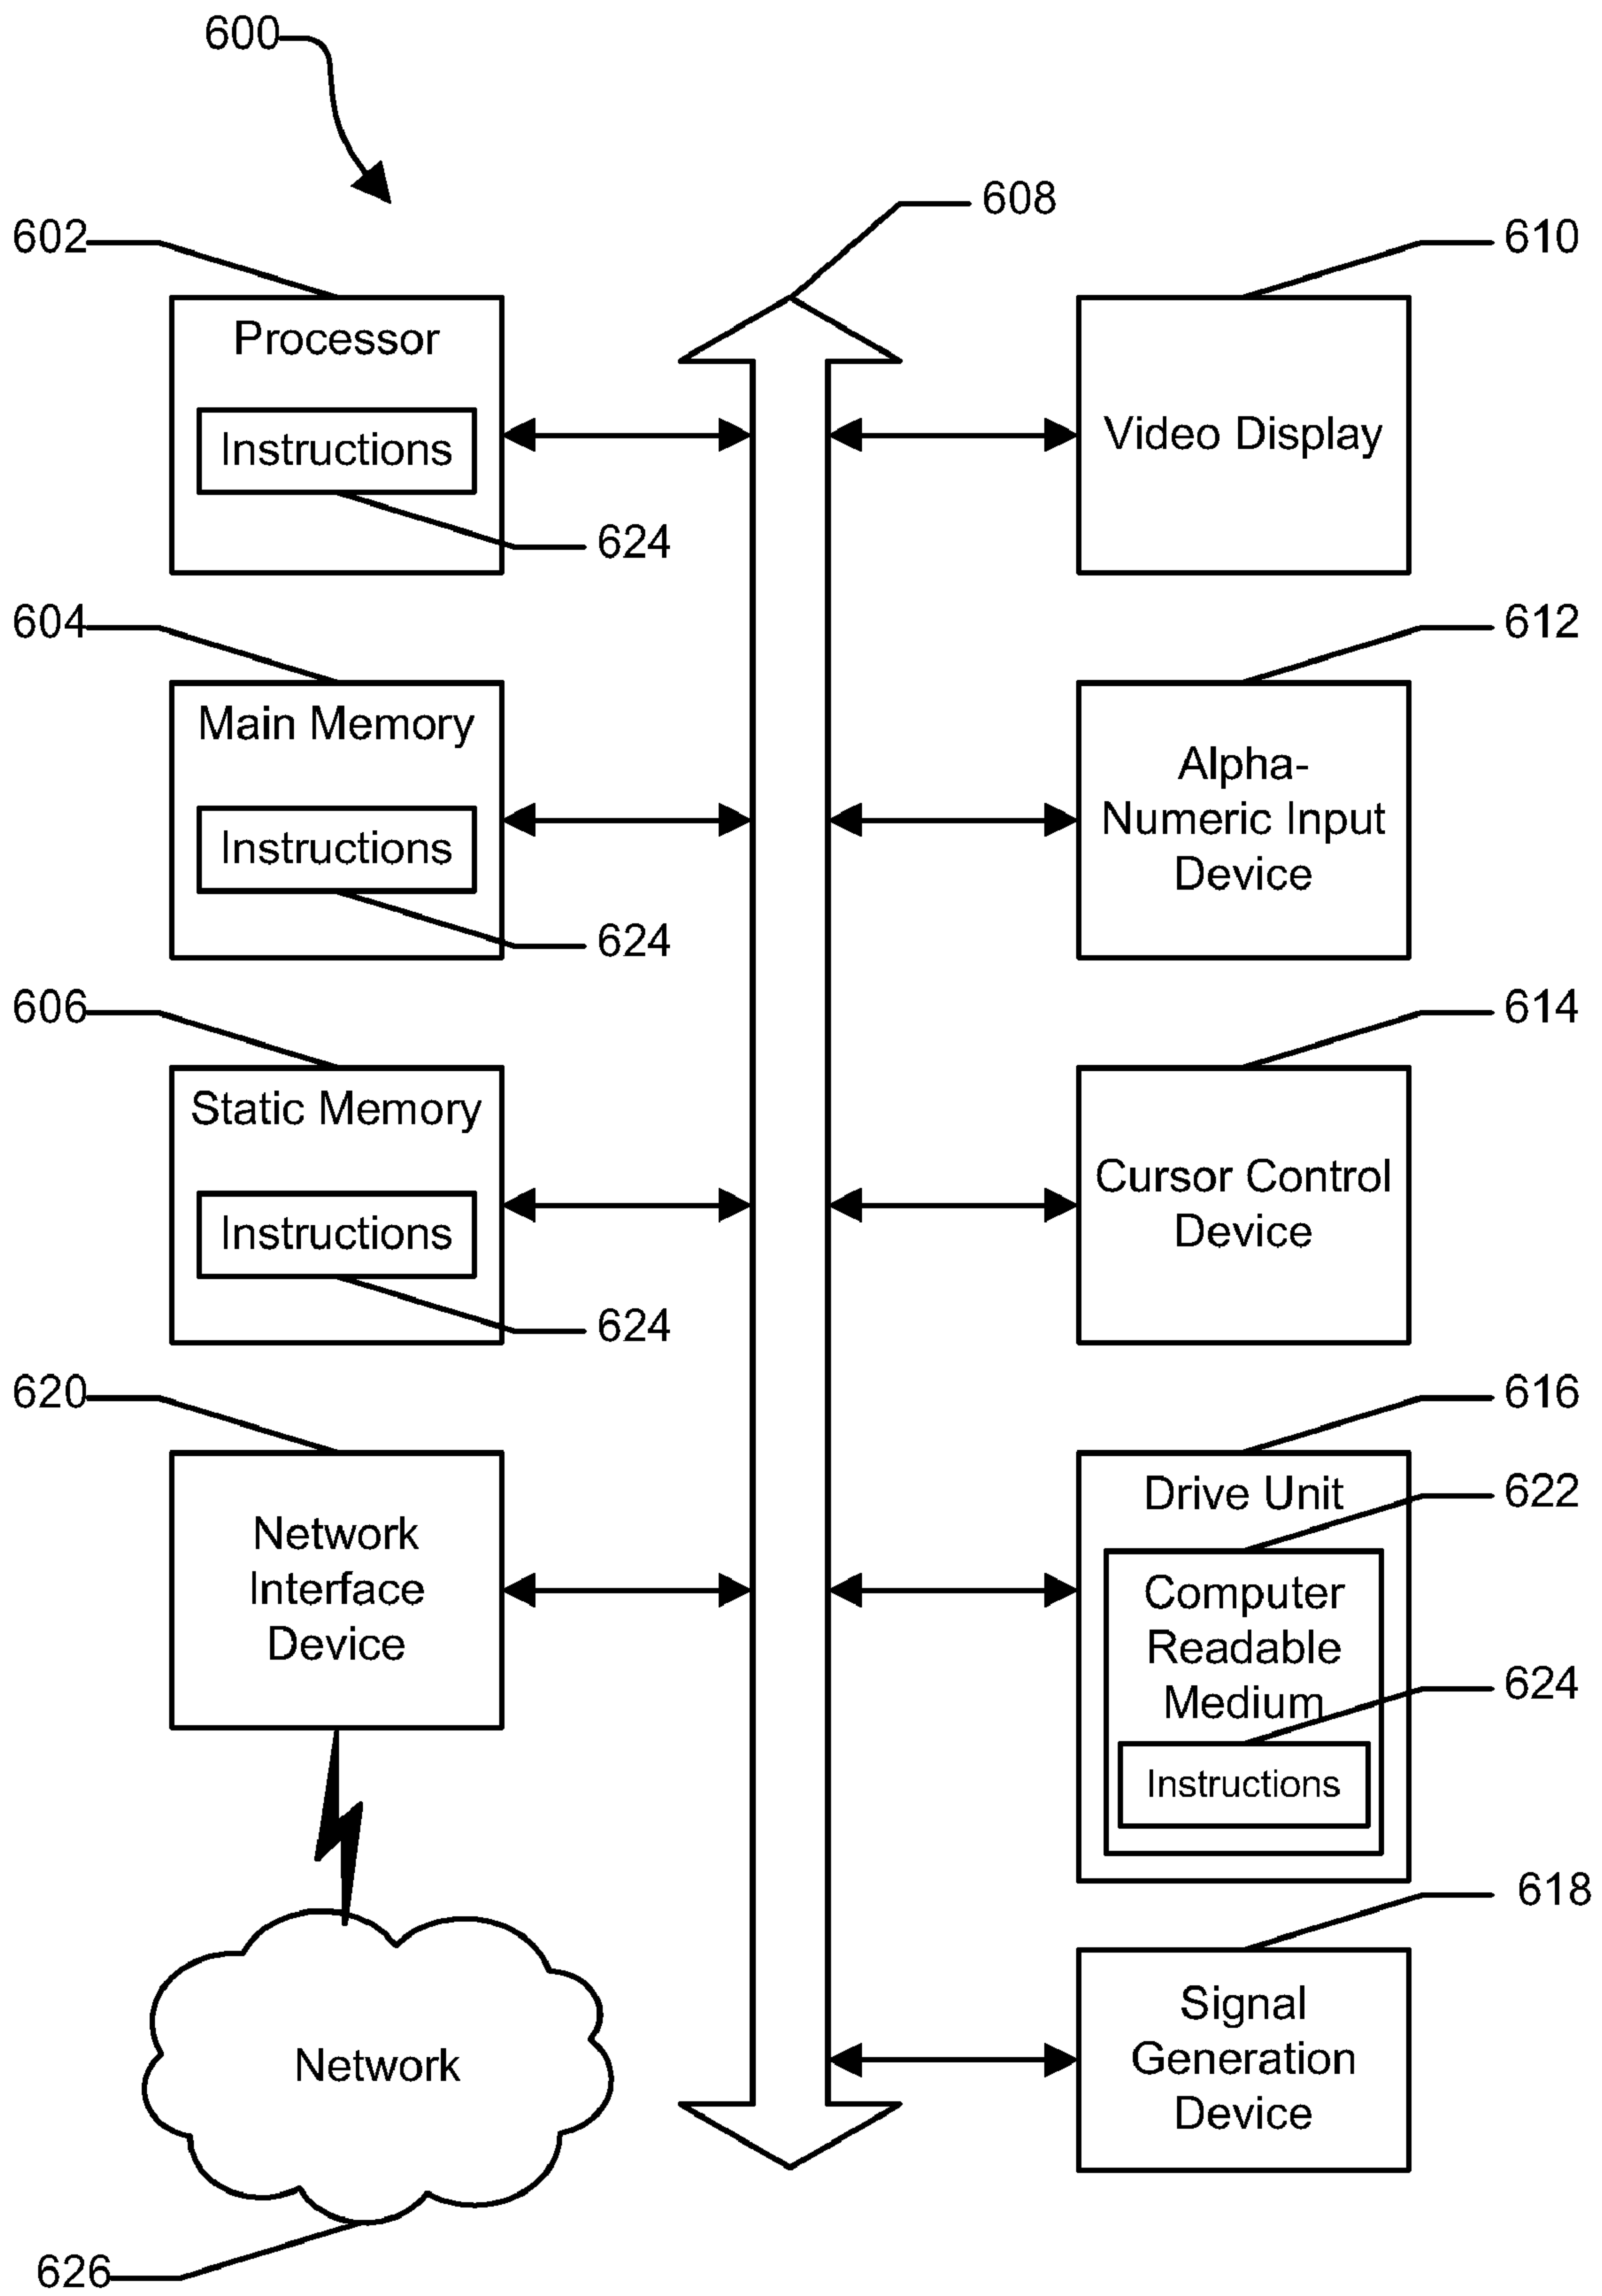 600
608
602
610
Processor
Instructions
624
Video Display
604
612
Main Memory
Instructions
624
Alpha-
Numeric Input
Device
606
614
Static Memory
Instructions
624
Cursor Control
Device
620
616
Network
Interface
Device
Drive Unit
622
Computer
Readable
Medium
624
Instructions
618
Network
Signal
Generation
Device
626